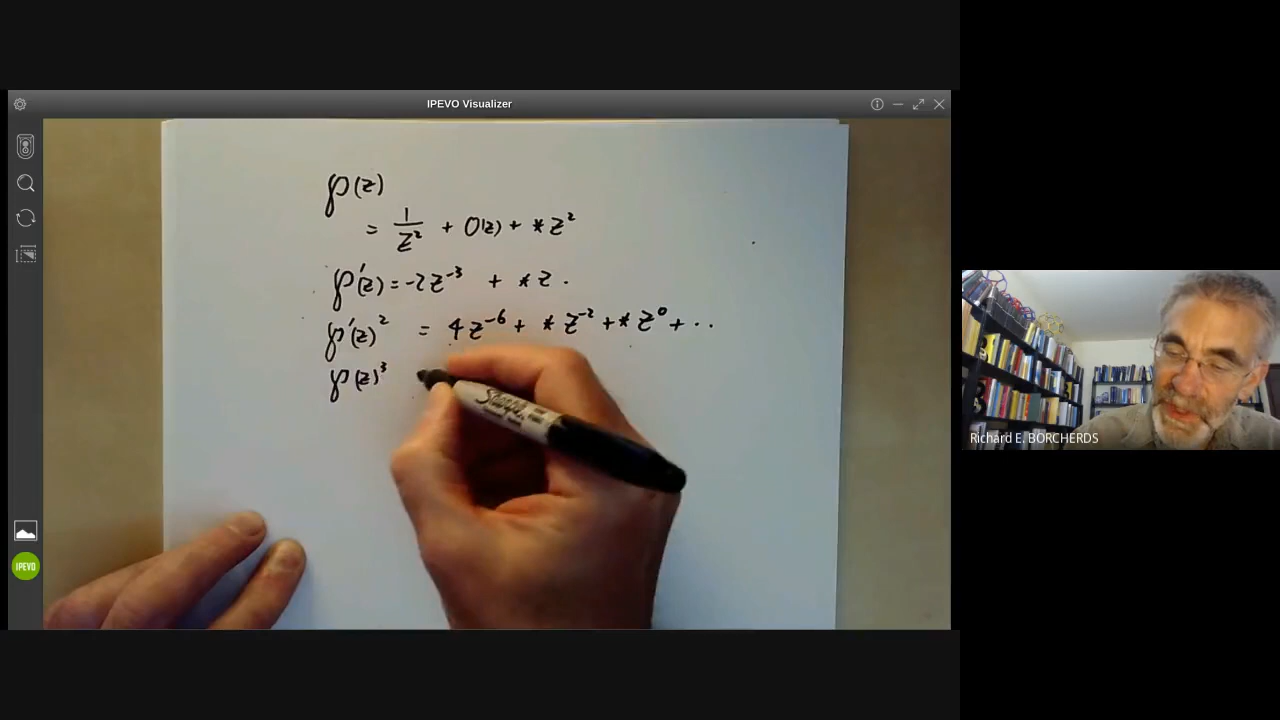 IPEVO Visualizer
℘(z)
= 1/z² + O(z) + *z²
℘'(z) = -2z⁻³ + *z.
℘'(z)² = 4z⁻⁶ + *z⁻² + *z⁰ + ..
℘(z)³
Sharpie
Richard E. BORCHERDS
IPEVO